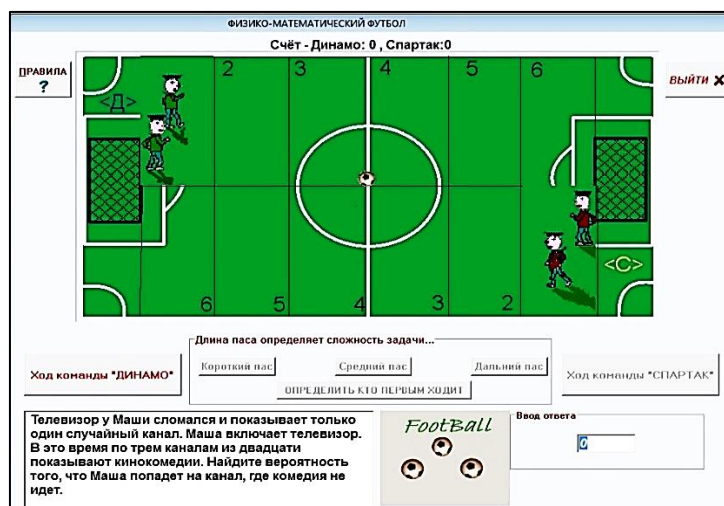 ФИЗИКО-МАТЕМАТИЧЕСКИЙ ФУТБОЛ
Счёт - Динамо: 0 , Спартак:0
ПРАВИЛА
?
2 3 4 5 6
ВЫЙТИ X
<Д>
<С>
6 5 4 3 2
Длина паса определяет сложность задачи...
Ход команды "ДИНАМО"
Короткий пас
Средний пас
Дальний пас
Ход команды "СПАРТАК"
ОПРЕДЕЛИТЬ КТО ПЕРВЫМ ХОДИТ
Телевизор у Маши сломался и показывает только
один случайный канал. Маша включает телевизор.
В это время по трем каналам из двадцати
показывают кинокомедии. Найдите вероятность
того, что Маша попадет на канал, где комедия не
идет.
FootBall
Ввод ответа
0